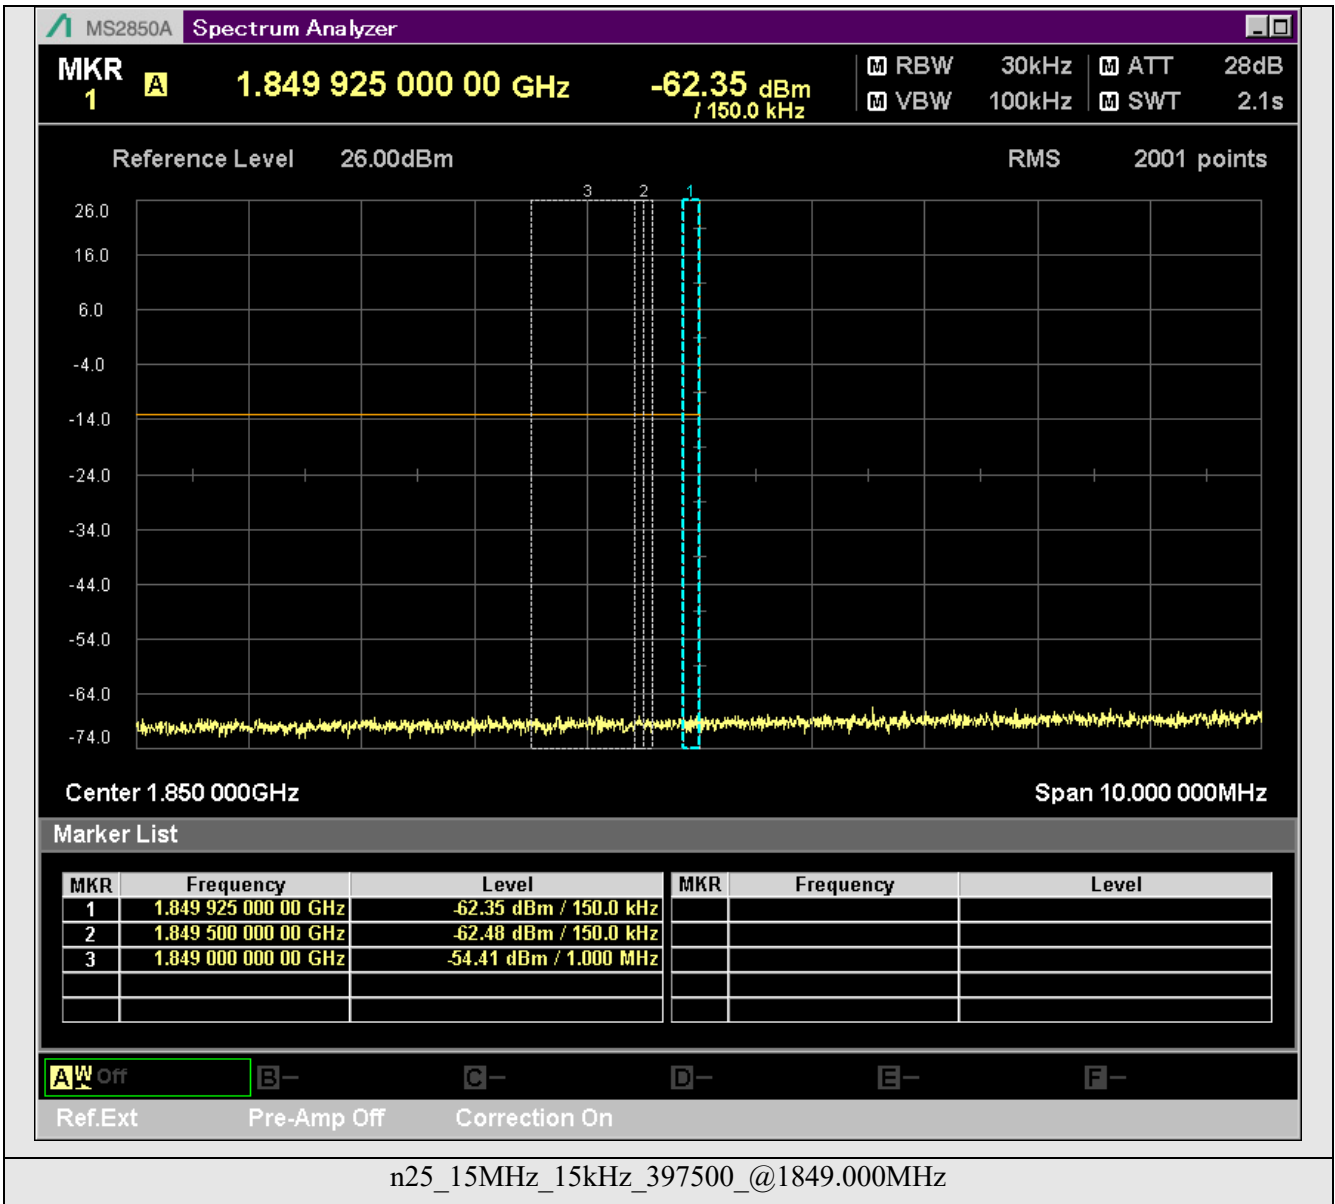 MS2850A Spectrum Analyzer
MKR 1 A 1.849 925 000 00 GHz -62.35 dBm / 150.0 kHz
M RBW 30kHz M ATT 28dB
M VBW 100kHz M SWT 2.1s
Reference Level 26.00dBm RMS 2001 points
3 2 1
26.0
16.0
6.0
-4.0
-14.0
-24.0
-34.0
-44.0
-54.0
-64.0
-74.0
Center 1.850 000GHz Span 10.000 000MHz
Marker List
MKR Frequency Level MKR Frequency Level
1 1.849 925 000 00 GHz -62.35 dBm / 150.0 kHz
2 1.849 500 000 00 GHz -62.48 dBm / 150.0 kHz
3 1.849 000 000 00 GHz -54.41 dBm / 1.000 MHz
A W Off B- C- D- E- F-
Ref.Ext Pre-Amp Off Correction On
n25_15MHz_15kHz_397500_@1849.000MHz